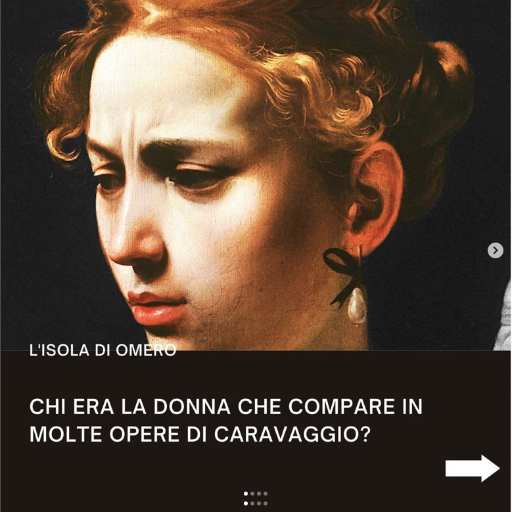 L'ISOLA DI OMERO
CHI ERA LA DONNA CHE COMPARE IN
MOLTE OPERE DI CARAVAGGIO?